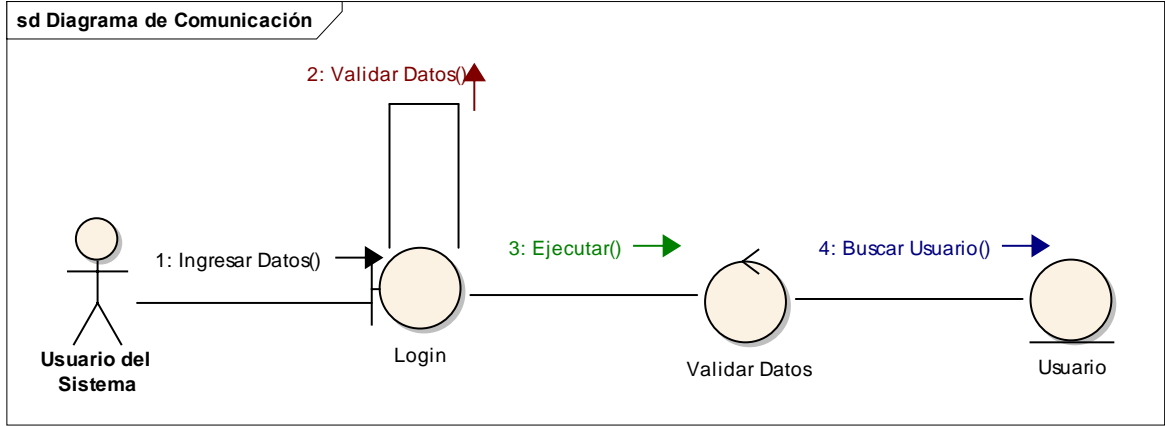 sd Diagrama de Comunicación
2: Validar Datos()
1: Ingresar Datos()
3: Ejecutar()
4: Buscar Usuario()
Usuario del
Sistema
Login
Validar Datos
Usuario